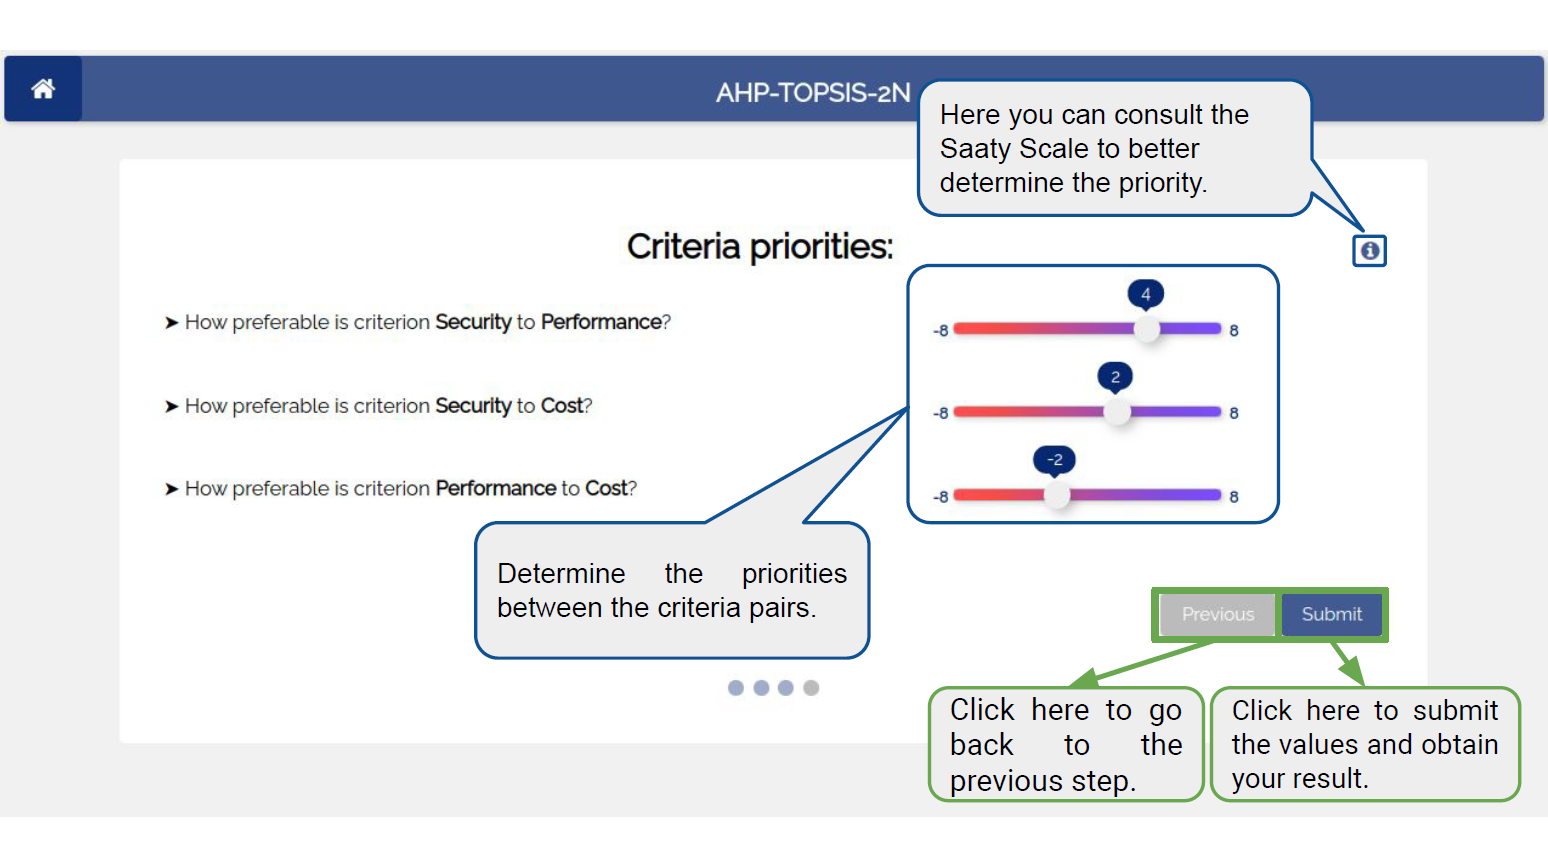 AHP-TOPSIS-2N
Here you can consult the
Saaty Scale to better
determine the priority.
Criteria priorities:
➤ How preferable is criterion Security to Performance?
4
-8 8
➤ How preferable is criterion Security to Cost?
2
-8 8
➤ How preferable is criterion Performance to Cost?
-2
-8 8
Determine the priorities
between the criteria pairs.
Previous Submit
Click here to go
back to the
previous step.
Click here to submit
the values and obtain
your result.